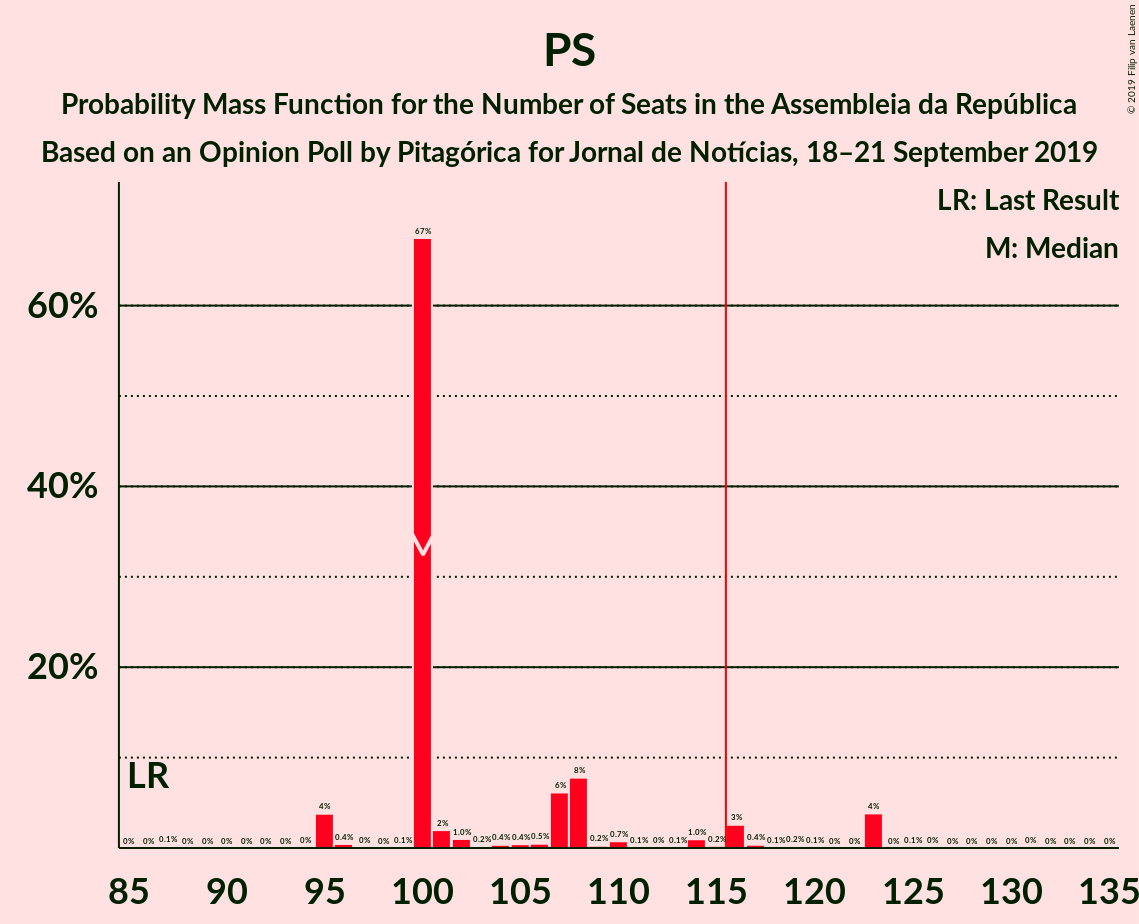 PS
Probability Mass Function for the Number of Seats in the Assembleia da República
Based on an Opinion Poll by Pitagórica for Jornal de Notícias, 18–21 September 2019
© 2019 Filip van Laenen
LR: Last Result
M: Median
60%
40%
20%
LR
M
0% 0% 0.1% 0% 0% 0% 0% 0% 0% 0% 4% 0.4% 0% 0% 0.1% 67% 2% 1.0% 0.2% 0.4% 0.4% 0.5% 6% 8% 0.2% 0.7% 0.1% 0% 0.1% 1.0% 0.2% 3% 0.4% 0.1% 0.2% 0.1% 0% 0% 4% 0% 0.1% 0% 0% 0% 0% 0% 0% 0% 0% 0% 0%
85 90 95 100 105 110 115 120 125 130 135